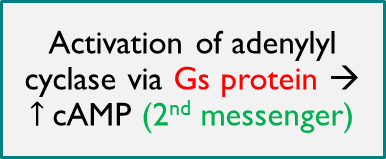 Activation of adenylyl
cyclase via Gs protein →
↑ cAMP (2nd messenger)